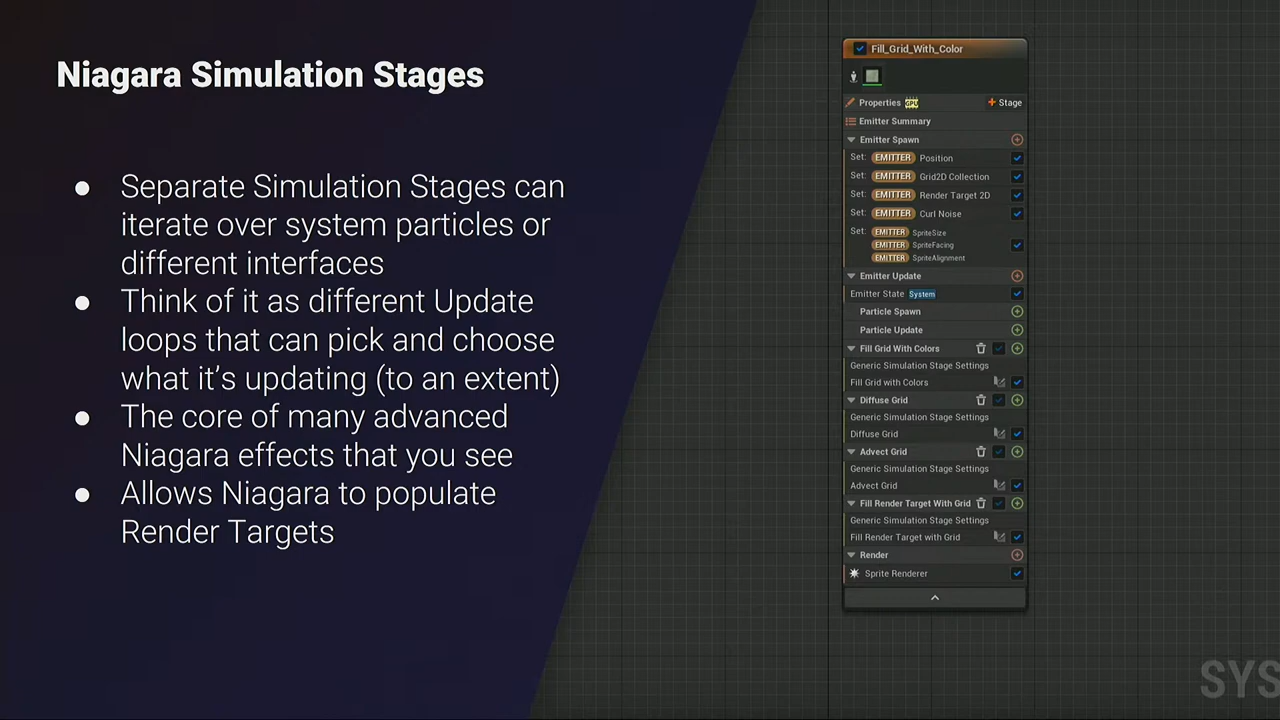 Niagara Simulation Stages
● Separate Simulation Stages can
iterate over system particles or
different interfaces
● Think of it as different Update
loops that can pick and choose
what it's updating (to an extent)
● The core of many advanced
Niagara effects that you see
● Allows Niagara to populate
Render Targets
Fill_Grid_With_Color
Properties GPU + Stage
Emitter Summary
Emitter Spawn
Set: EMITTER Position
Set: EMITTER Grid2D Collection
Set: EMITTER Render Target 2D
Set: EMITTER Curl Noise
Set: EMITTER SpriteSize
EMITTER SpriteFacing
EMITTER SpriteAlignment
Emitter Update
Emitter State System
Particle Spawn
Particle Update
Fill Grid With Colors
Generic Simulation Stage Settings
Fill Grid with Colors
Diffuse Grid
Generic Simulation Stage Settings
Diffuse Grid
Advect Grid
Generic Simulation Stage Settings
Advect Grid
Fill Render Target With Grid
Generic Simulation Stage Settings
Fill Render Target with Grid
Render
Sprite Renderer
SYS